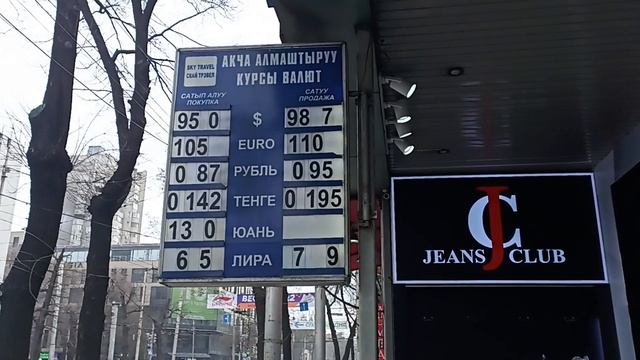 SKY TRAVEL
СКАЙ ТРЭВЕЛ
АКЧА АЛМАШТЫРУУ
КУРСЫ ВАЛЮТ
САТЫП АЛУУ
ПОКУПКА
САТУУ
ПРОДАЖА
95 0 $ 98 7
105 EURO 110
0 87 РУБЛЬ 0 95
0 142 ТЕНГЕ 0 195
13 0 ЮАНЬ
6 5 ЛИРА 7 9
JC
JEANS CLUB